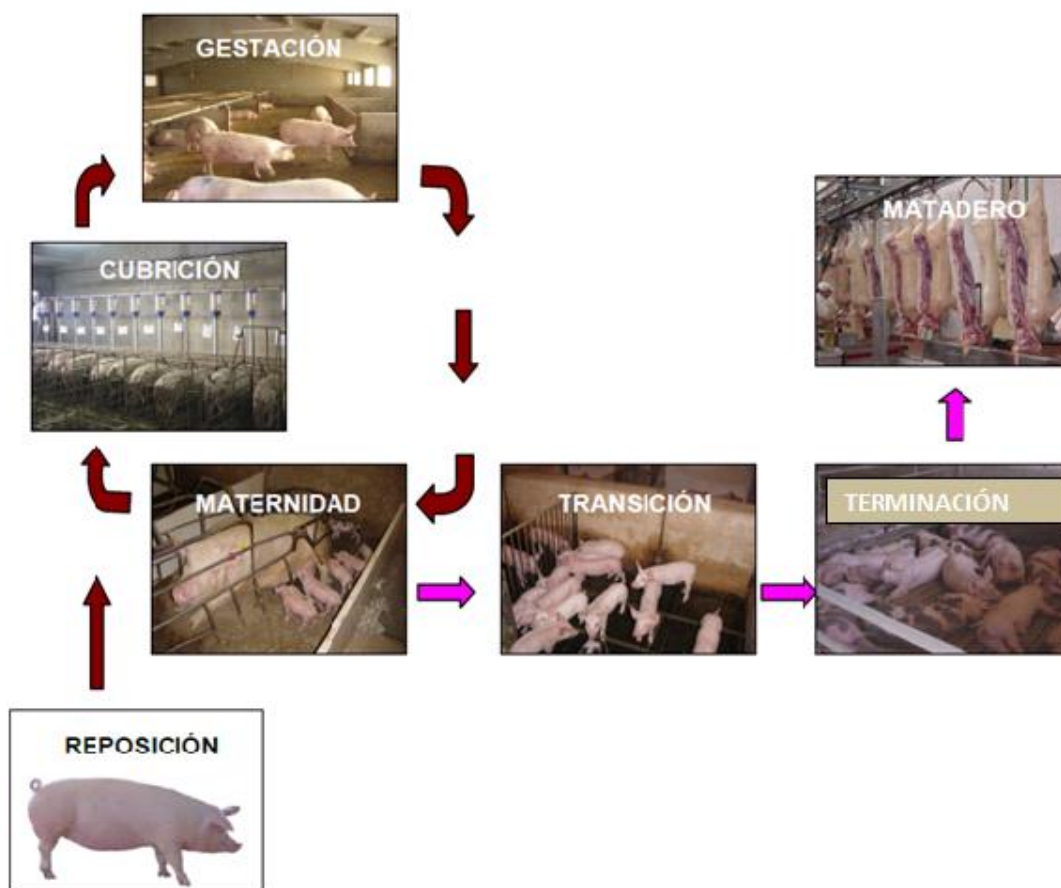 GESTACIÓN
MATADERO
CUBRICIÓN
MATERNIDAD
TRANSICIÓN
TERMINACIÓN
REPOSICIÓN